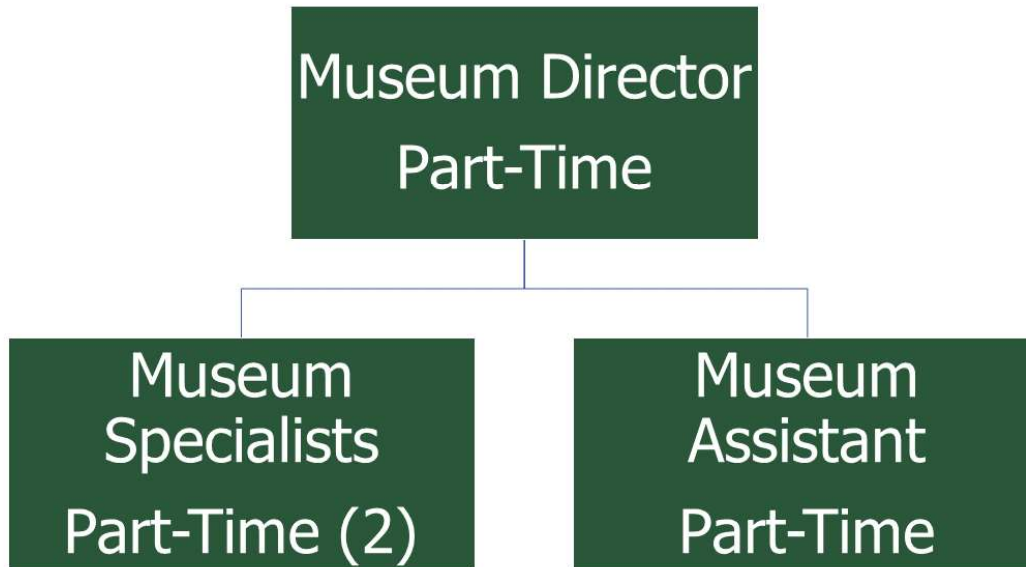 Museum Director
Part-Time
Museum
Specialists
Part-Time (2)
Museum
Assistant
Part-Time